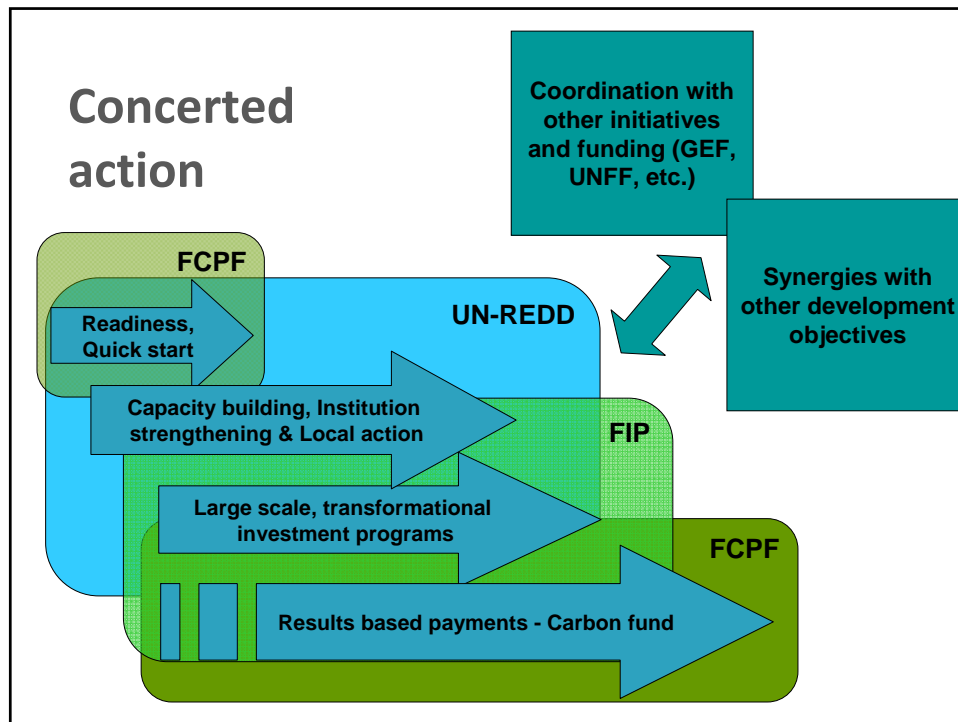 Concerted
action
Coordination with
other initiatives
and funding (GEF,
UNFF, etc.)
Synergies with
other development
objectives
FCPF
Readiness,
Quick start
UN-REDD
Capacity building, Institution
strengthening & Local action
FIP
Large scale, transformational
investment programs
FCPF
Results based payments - Carbon fund